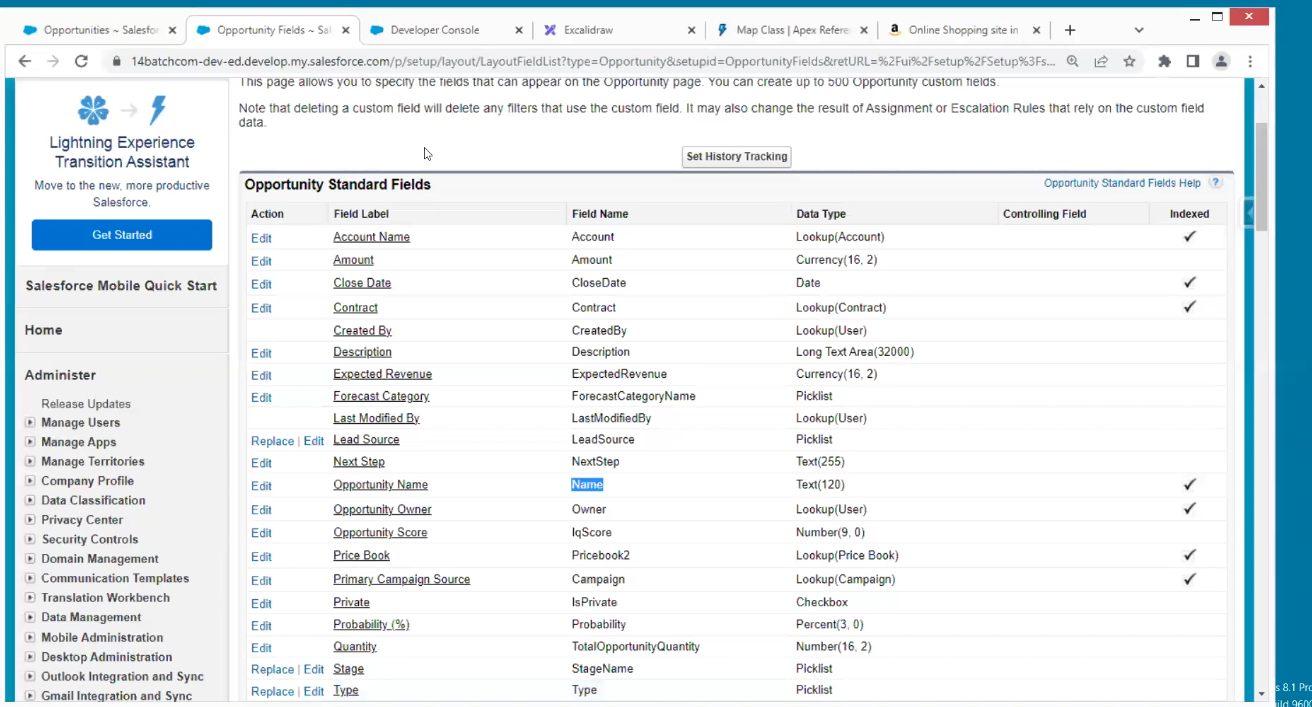 Opportunities ~ Salesfor
Opportunity Fields ~ Sal
Developer Console
Excalidraw
Map Class | Apex Refere
Online Shopping site in
14batchcom-dev-ed.develop.my.salesforce.com/p/setup/layout/LayoutFieldList?type=Opportunity&setupid=OpportunityFields&retURL=%2Fui%2Fsetup%2FSetup%3Fs...
This page allows you to specify the fields that can appear on the Opportunity page. You can create up to 500 Opportunity custom fields.
Note that deleting a custom field will delete any filters that use the custom field. It may also change the result of Assignment or Escalation Rules that rely on the custom field
data.
Set History Tracking
Lightning Experience
Transition Assistant
Move to the new, more productive
Salesforce.
Get Started
Salesforce Mobile Quick Start
Home
Administer
Release Updates
Manage Users
Manage Apps
Manage Territories
Company Profile
Data Classification
Privacy Center
Security Controls
Domain Management
Communication Templates
Translation Workbench
Data Management
Mobile Administration
Desktop Administration
Outlook Integration and Sync
Gmail Integration and Sync
Opportunity Standard Fields
Opportunity Standard Fields Help ?
Action Field Label Field Name Data Type Controlling Field Indexed
Edit Account Name Account Lookup(Account) ✓
Edit Amount Amount Currency(16, 2)
Edit Close Date CloseDate Date ✓
Edit Contract Contract Lookup(Contract) ✓
Created By CreatedBy Lookup(User)
Edit Description Description Long Text Area(32000)
Edit Expected Revenue ExpectedRevenue Currency(16, 2)
Edit Forecast Category ForecastCategoryName Picklist
Last Modified By LastModifiedBy Lookup(User)
Replace | Edit Lead Source LeadSource Picklist
Edit Next Step NextStep Text(255)
Edit Opportunity Name Name Text(120) ✓
Edit Opportunity Owner Owner Lookup(User) ✓
Edit Opportunity Score IqScore Number(9, 0)
Edit Price Book Pricebook2 Lookup(Price Book) ✓
Edit Primary Campaign Source Campaign Lookup(Campaign) ✓
Edit Private IsPrivate Checkbox
Edit Probability (%) Probability Percent(3, 0)
Edit Quantity TotalOpportunityQuantity Number(16, 2)
Replace | Edit Stage StageName Picklist
Replace | Edit Type Type Picklist
s 8.1 Pro
ild 9600